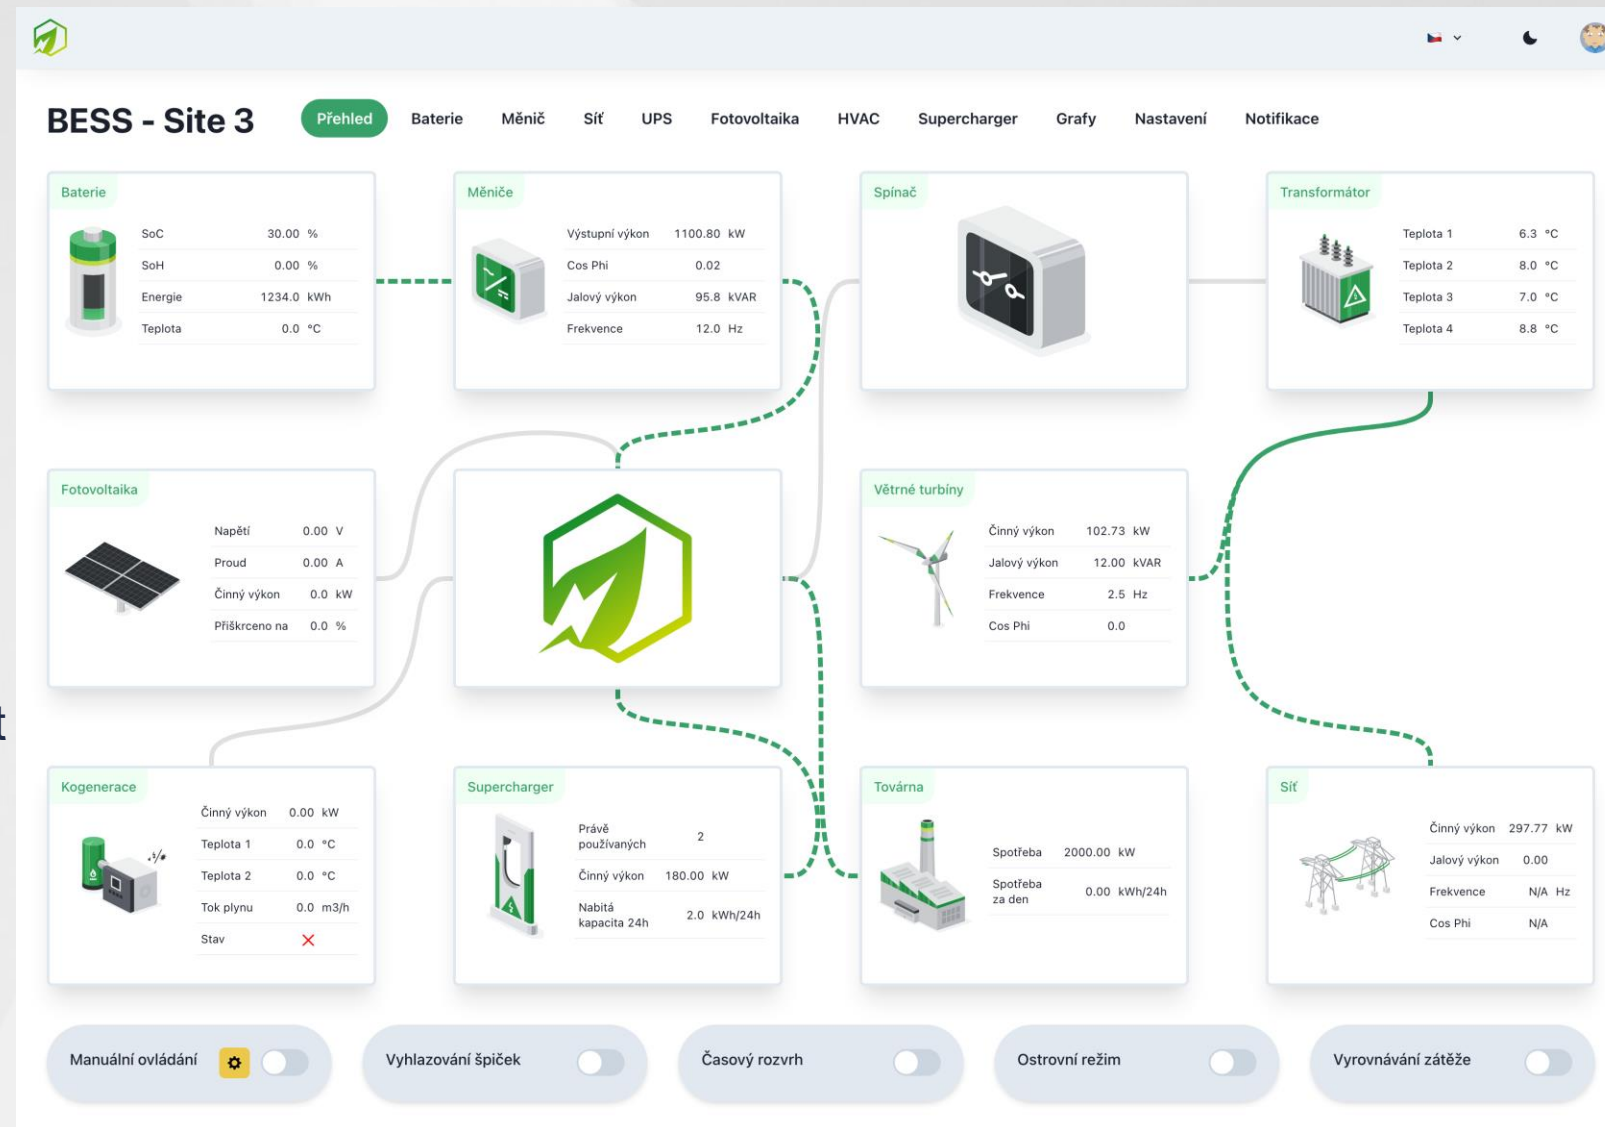 BESS - Site 3
Přehled
Baterie
Měnič
Síť
UPS
Fotovoltaika
HVAC
Supercharger
Grafy
Nastavení
Notifikace
Baterie
SoC 30.00 %
SoH 0.00 %
Energie 1234.0 kWh
Teplota 0.0 °C
Měniče
Výstupní výkon 1100.80 kW
Cos Phi 0.02
Jalový výkon 95.8 kVAR
Frekvence 12.0 Hz
Spínač
Transformátor
Teplota 1 6.3 °C
Teplota 2 8.0 °C
Teplota 3 7.0 °C
Teplota 4 8.8 °C
Fotovoltaika
Napětí 0.00 V
Proud 0.00 A
Činný výkon 0.0 kW
Přiškrceno na 0.0 %
Větrné turbíny
Činný výkon 102.73 kW
Jalový výkon 12.00 kVAR
Frekvence 2.5 Hz
Cos Phi 0.0
t
Kogenerace
Činný výkon 0.00 kW
Teplota 1 0.0 °C
Teplota 2 0.0 °C
Tok plynu 0.0 m3/h
Stav
Supercharger
Právě
používaných 2
Činný výkon 180.00 kW
Nabitá
kapacita 24h 2.0 kWh/24h
Továrna
Spotřeba 2000.00 kW
Spotřeba
za den 0.00 kWh/24h
Síť
Činný výkon 297.77 kW
Jalový výkon 0.00
Frekvence N/A Hz
Cos Phi N/A
Manuální ovládání
Vyhlazování špiček
Časový rozvrh
Ostrovní režim
Vyrovnávání zátěže